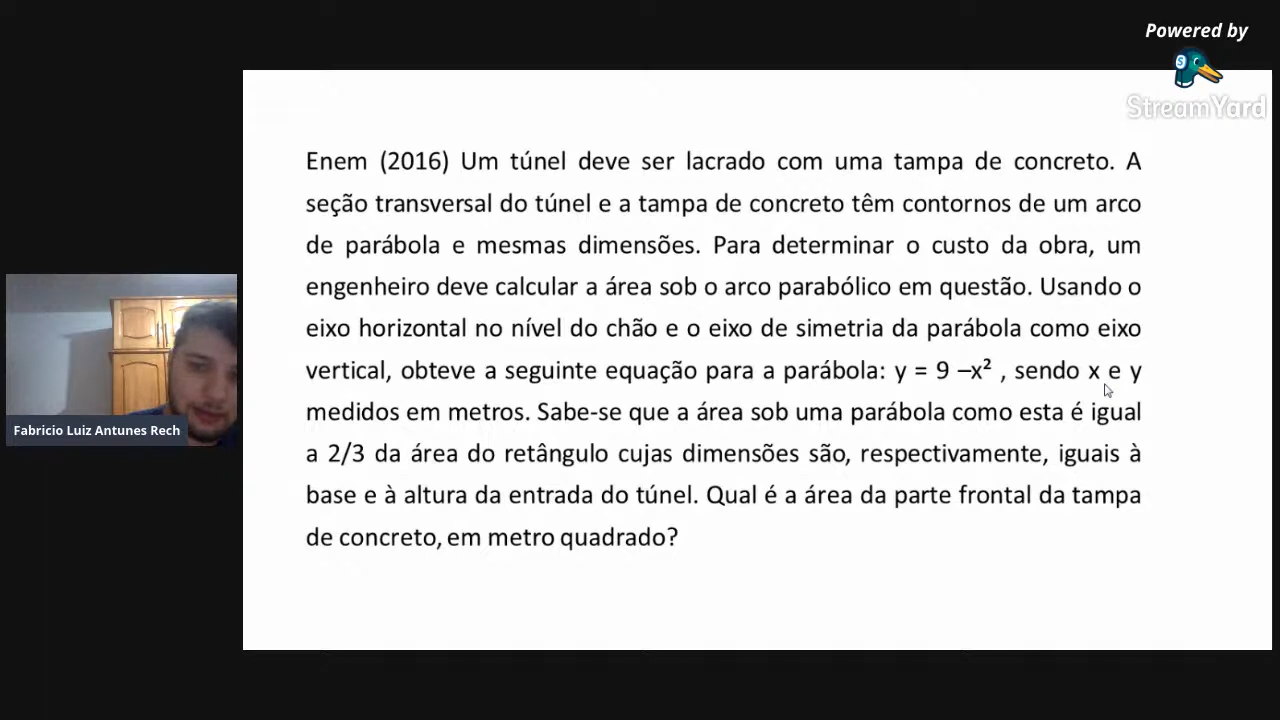 Powered by
StreamYard
Enem (2016) Um túnel deve ser lacrado com uma tampa de concreto. A
seção transversal do túnel e a tampa de concreto têm contornos de um arco
de parábola e mesmas dimensões. Para determinar o custo da obra, um
engenheiro deve calcular a área sob o arco parabólico em questão. Usando o
eixo horizontal no nível do chão e o eixo de simetria da parábola como eixo
vertical, obteve a seguinte equação para a parábola: y = 9 –x² , sendo x e y
medidos em metros. Sabe-se que a área sob uma parábola como esta é igual
a 2/3 da área do retângulo cujas dimensões são, respectivamente, iguais à
base e à altura da entrada do túnel. Qual é a área da parte frontal da tampa
de concreto, em metro quadrado?
Fabricio Luiz Antunes Rech